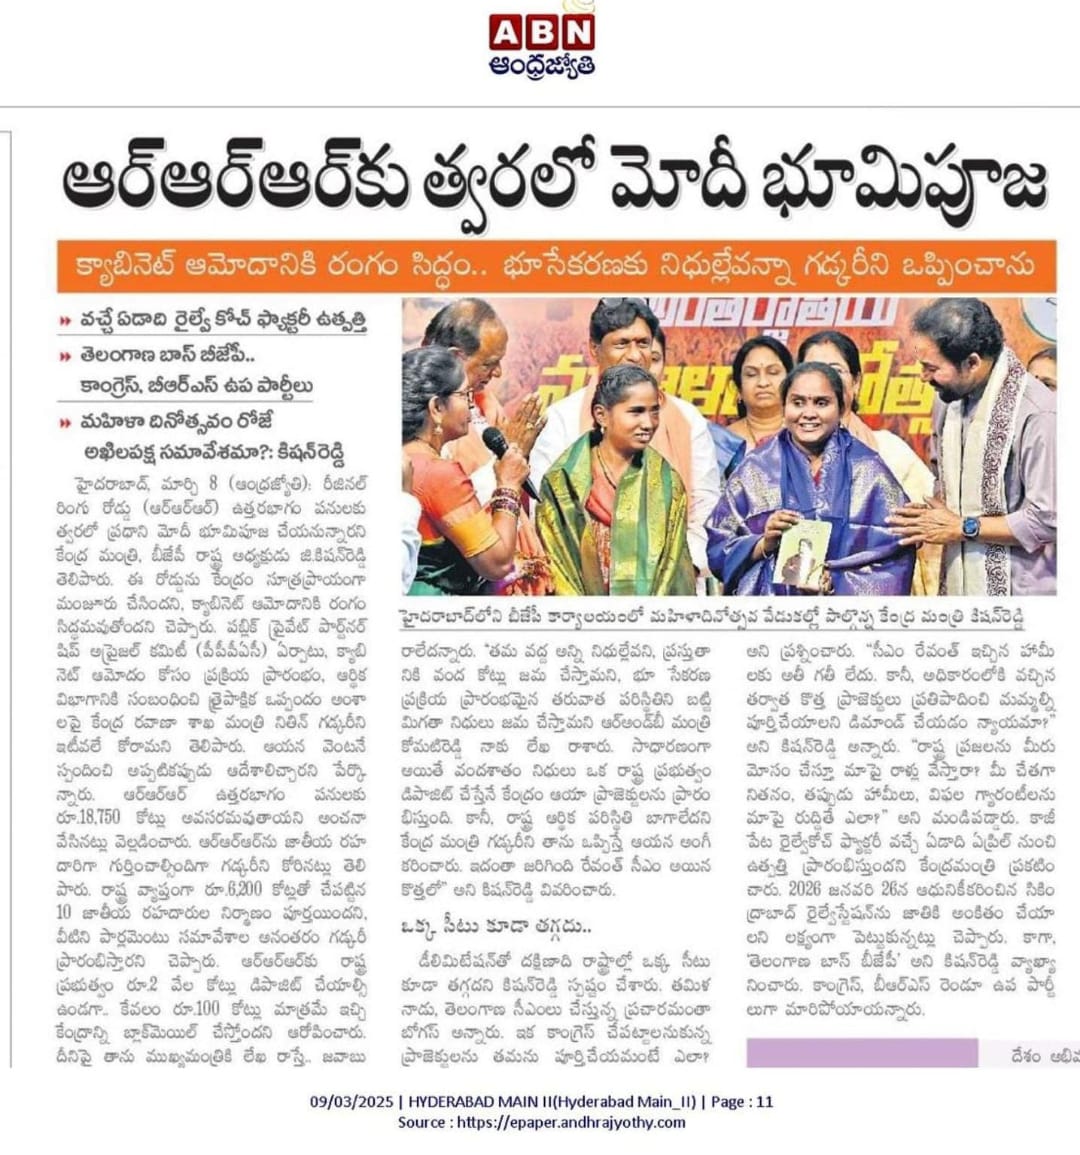 ABN
ఆంధ్రజ్యోతి
ఆర్ఆర్ఆర్‌కు త్వరలో మోదీ భూమిపూజ
క్యాబినెట్ ఆమోదానికి రంగం సిద్ధం.. భూసేకరణకు నిధుల్లేవన్నా గడ్కరీని ఒప్పించాను
వచ్చే ఏడాది రైల్వే కోచ్ ఫ్యాక్టరీ ఉత్పత్తి
తెలంగాణ బాస్ బీజేపీ..
కాంగ్రెస్, బీఆర్ఎస్ ఉప పార్టీలు
మహిళా దినోత్సవం రోజే
అఖిలపక్ష సమావేశమా?: కిషన్‌రెడ్డి
హైదరాబాద్, మార్చి 8 (ఆంధ్రజ్యోతి): రీజినల్
రింగు రోడ్డు (ఆర్ఆర్ఆర్) ఉత్తరభాగం పనులకు
త్వరలో ప్రధాని మోదీ భూమిపూజ చేయనున్నారని
కేంద్ర మంత్రి, బీజేపీ రాష్ట్ర అధ్యక్షుడు జి.కిషన్‌రెడ్డి
తెలిపారు. ఈ రోడ్డును కేంద్రం సూత్రప్రాయంగా
మంజూరు చేసిందని, క్యాబినెట్ ఆమోదానికి రంగం
సిద్ధమవుతోందని చెప్పారు. పబ్లిక్ ప్రైవేట్ పార్ట్‌నర్
షిప్ అప్రైజల్ కమిటీ (పీపీపీఏసీ) ఏర్పాటు, క్యాబి
నెట్ ఆమోదం కోసం ప్రక్రియ ప్రారంభం, ఆర్థిక
విభాగానికి సంబంధించి త్రైపాక్షిక ఒప్పందం అంశా
లపై కేంద్ర రవాణా శాఖ మంత్రి నితిన్ గడ్కరీని
ఇటీవలే కోరామని తెలిపారు. ఆయన వెంటనే
స్పందించి అప్పటికప్పుడు ఆదేశాలిచ్చారని పేర్కొ
న్నారు. ఆర్ఆర్ఆర్ ఉత్తరభాగం పనులకు
రూ.18,750 కోట్లు అవసరమవుతాయని అంచనా
వేసినట్లు వెల్లడించారు. ఆర్ఆర్ఆర్‌ను జాతీయ రహ
దారిగా గుర్తించాల్సిందిగా గడ్కరీని కోరినట్లు తెలి
పారు. రాష్ట్ర వ్యాప్తంగా రూ.6,200 కోట్లతో చేపట్టిన
10 జాతీయ రహదారుల నిర్మాణం పూర్తయిందని,
వీటిని పార్లమెంటు సమావేశాల అనంతరం గడ్కరీ
ప్రారంభిస్తారని చెప్పారు. ఆర్ఆర్ఆర్‌కు రాష్ట్ర
ప్రభుత్వం రూ.2 వేల కోట్లు డిపాజిట్ చేయాల్సి
ఉండగా.. కేవలం రూ.100 కోట్లు మాత్రమే ఇచ్చి
కేంద్రాన్ని బ్లాక్‌మెయిల్ చేస్తోందని ఆరోపించారు.
దీనిపై తాను ముఖ్యమంత్రికి లేఖ రాస్తే.. జవాబు
హైదరాబాద్‌లోని బీజేపీ కార్యాలయంలో మహిళాదినోత్సవ వేడుకల్లో పాల్గొన్న కేంద్ర మంత్రి కిషన్‌రెడ్డి
రాలేదన్నారు. "తమ వద్ద అన్ని నిధుల్లేవని, ప్రస్తుతా
నికి వంద కోట్లు జమ చేస్తామని, భూ సేకరణ
ప్రక్రియ ప్రారంభమైన తరువాత పరిస్థితిని బట్టి
మిగతా నిధులు జమ చేస్తామని ఆర్‌అండ్‌బీ మంత్రి
కోమటిరెడ్డి నాకు లేఖ రాశారు. సాధారణంగా
అయితే వందశాతం నిధులు ఒక రాష్ట్ర ప్రభుత్వం
డిపాజిట్ చేస్తేనే కేంద్రం ఆయా ప్రాజెక్టులను ప్రారం
భిస్తుంది. కానీ, రాష్ట్ర ఆర్థిక పరిస్థితి బాగాలేదని
కేంద్ర మంత్రి గడ్కరీని తాను ఒప్పిస్తే ఆయన అంగీ
కరించారు. ఇదంతా జరిగింది రేవంత్ సీఎం అయిన
కొత్తలో" అని కిషన్‌రెడ్డి వివరించారు.
ఒక్క సీటు కూడా తగ్గదు..
డీలిమిటేషన్‌తో దక్షిణాది రాష్ట్రాల్లో ఒక్క సీటు
కూడా తగ్గదని కిషన్‌రెడ్డి స్పష్టం చేశారు. తమిళ
నాడు, తెలంగాణ సీఎంలు చేస్తున్న ప్రచారమంతా
బోగస్ అన్నారు. ఇక కాంగ్రెస్ చేపట్టాలనుకున్న
ప్రాజెక్టులను తమను పూర్తిచేయమంటే ఎలా?
అని ప్రశ్నించారు. "సీఎం రేవంత్ ఇచ్చిన హామీ
లకు అతీ గతీ లేదు. కానీ, అధికారంలోకి వచ్చిన
తర్వాత కొత్త ప్రాజెక్టులు ప్రతిపాదించి మమ్మల్ని
పూర్తిచేయాలని డిమాండ్ చేయడం న్యాయమా?"
అని కిషన్‌రెడ్డి అన్నారు. "రాష్ట్ర ప్రజలను మీరు
మోసం చేస్తూ మాపై రాళ్లు వేస్తారా? మీ చేతగా
నితనం, తప్పుడు హామీలు, విఫల గ్యారంటీలను
మాపై రుద్దితే ఎలా?" అని మండిపడ్డారు. కాజీ
పేట రైల్వేకోచ్ ఫ్యాక్టరీ వచ్చే ఏడాది ఏప్రిల్ నుంచి
ఉత్పత్తి ప్రారంభిస్తుందని కేంద్రమంత్రి ప్రకటిం
చారు. 2026 జనవరి 26న ఆధునికీకరించిన సికిం
ద్రాబాద్ రైల్వేస్టేషన్‌ను జాతికి అంకితం చేయా
లని లక్ష్యంగా పెట్టుకున్నట్లు చెప్పారు. కాగా,
'తెలంగాణ బాస్ బీజేపీ' అని కిషన్‌రెడ్డి వ్యాఖ్యా
నించారు. కాంగ్రెస్, బీఆర్ఎస్ రెండూ ఉప పార్టీ
లుగా మారిపోయాయన్నారు.
దేశం
09/03/2025 | HYDERABAD MAIN II(Hyderabad Main_II) | Page : 11
Source : https://epaper.andhrajyothy.com